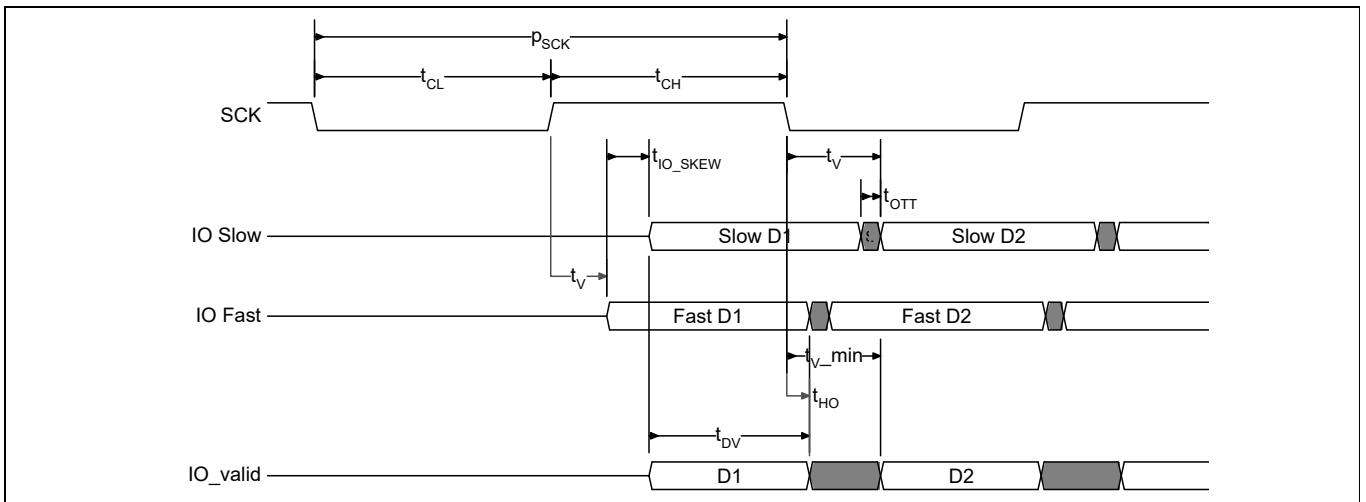 pSCK
tCL
tCH
SCK
tIO_SKEW
tV
tOTT
IO Slow
Slow D1
Slow D2
tV
IO Fast
Fast D1
Fast D2
tV_min
tHO
tDV
IO_valid
D1
D2